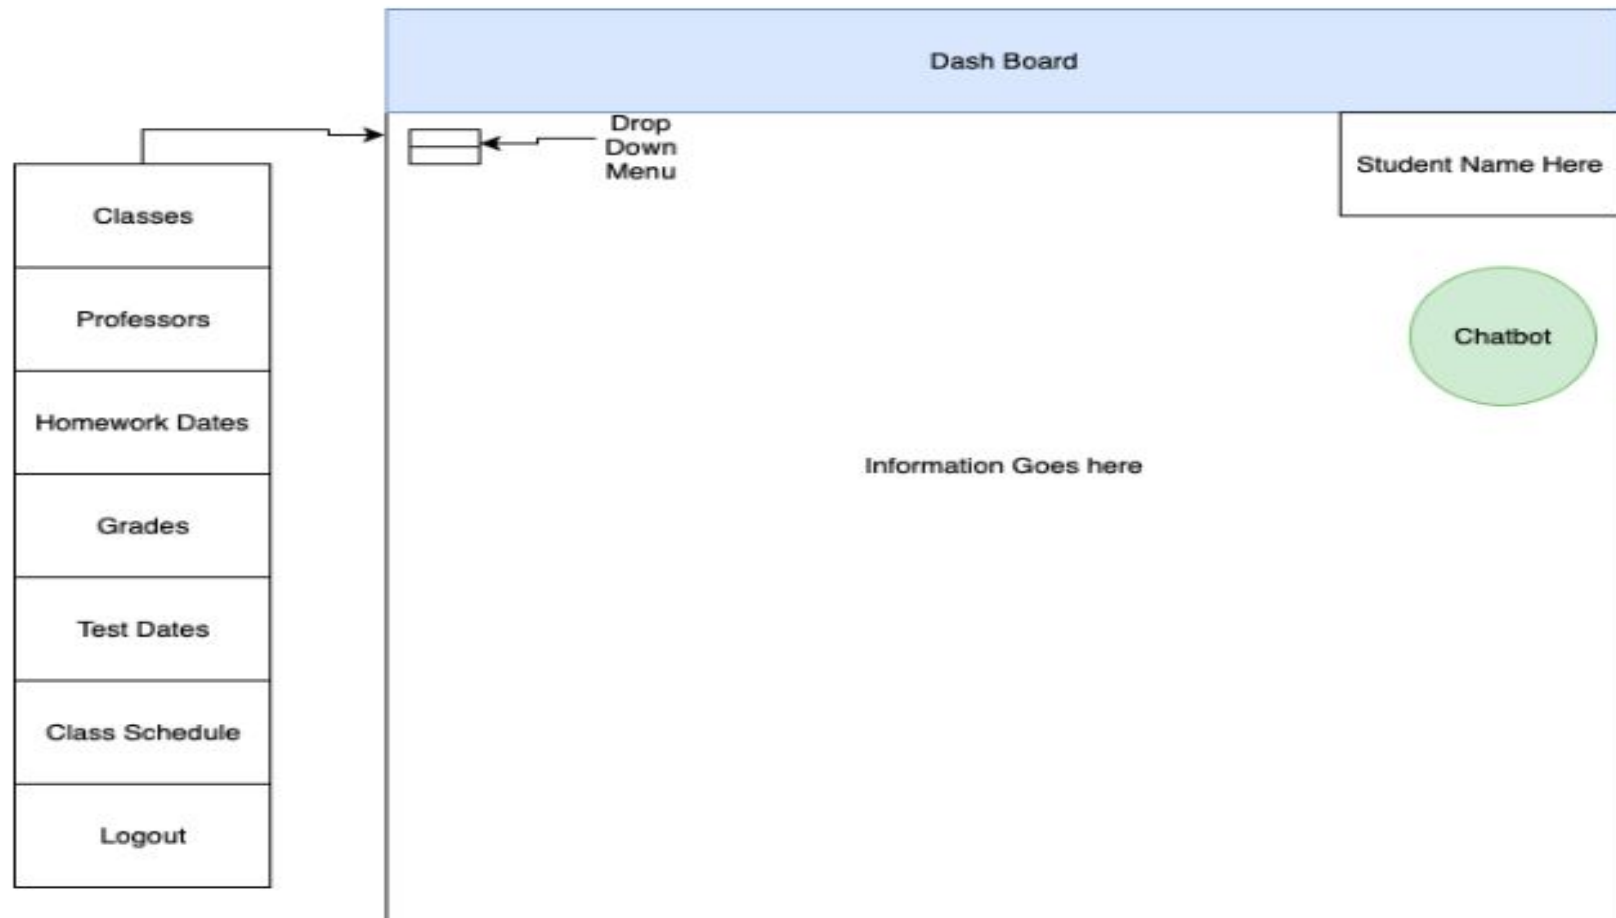 Dash Board
Drop
Down
Menu
Student Name Here
Classes
Professors
Chatbot
Homework Dates
Information Goes here
Grades
Test Dates
Class Schedule
Logout